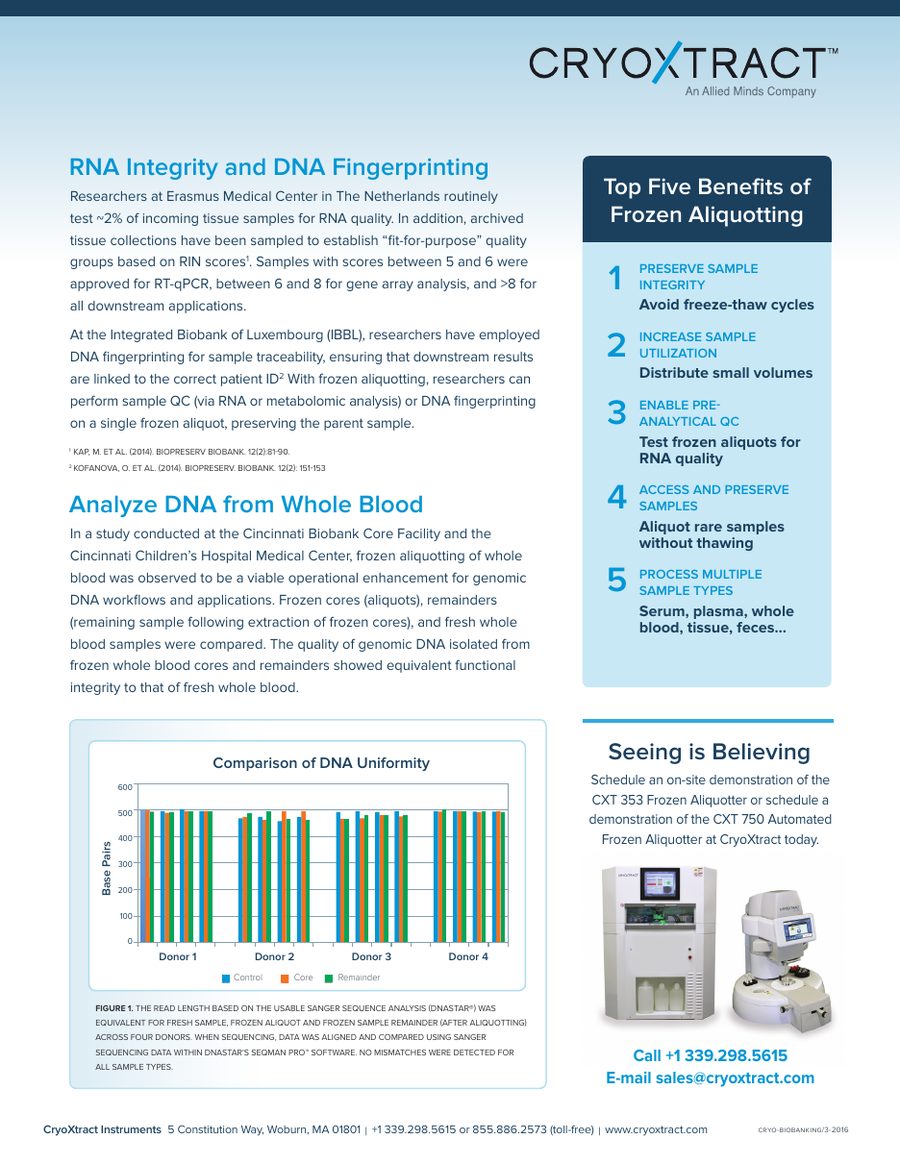 CRYOXTRACT™
An Allied Minds Company
RNA Integrity and DNA Fingerprinting
Researchers at Erasmus Medical Center in The Netherlands routinely
test ~2% of incoming tissue samples for RNA quality. In addition, archived
tissue collections have been sampled to establish “fit-for-purpose” quality
groups based on RIN scores¹. Samples with scores between 5 and 6 were
approved for RT-qPCR, between 6 and 8 for gene array analysis, and >8 for
all downstream applications.
At the Integrated Biobank of Luxembourg (IBBL), researchers have employed
DNA fingerprinting for sample traceability, ensuring that downstream results
are linked to the correct patient ID² With frozen aliquotting, researchers can
perform sample QC (via RNA or metabolomic analysis) or DNA fingerprinting
on a single frozen aliquot, preserving the parent sample.
¹ KAP, M. ET AL. (2014). BIOPRESERV BIOBANK. 12(2):81-90.
² KOFANOVA, O. ET AL. (2014). BIOPRESERV. BIOBANK. 12(2): 151-153
Analyze DNA from Whole Blood
In a study conducted at the Cincinnati Biobank Core Facility and the
Cincinnati Children’s Hospital Medical Center, frozen aliquotting of whole
blood was observed to be a viable operational enhancement for genomic
DNA workflows and applications. Frozen cores (aliquots), remainders
(remaining sample following extraction of frozen cores), and fresh whole
blood samples were compared. The quality of genomic DNA isolated from
frozen whole blood cores and remainders showed equivalent functional
integrity to that of fresh whole blood.
Comparison of DNA Uniformity
Base Pairs
600
500
400
300
200
100
0
Donor 1 Donor 2 Donor 3 Donor 4
Control Core Remainder
FIGURE 1. THE READ LENGTH BASED ON THE USABLE SANGER SEQUENCE ANALYSIS (DNASTAR®) WAS
EQUIVALENT FOR FRESH SAMPLE, FROZEN ALIQUOT AND FROZEN SAMPLE REMAINDER (AFTER ALIQUOTTING)
ACROSS FOUR DONORS. WHEN SEQUENCING, DATA WAS ALIGNED AND COMPARED USING SANGER
SEQUENCING DATA WITHIN DNASTAR’S SEQMAN PRO™ SOFTWARE. NO MISMATCHES WERE DETECTED FOR
ALL SAMPLE TYPES.
Top Five Benefits of
Frozen Aliquotting
1 PRESERVE SAMPLE
INTEGRITY
Avoid freeze-thaw cycles
2 INCREASE SAMPLE
UTILIZATION
Distribute small volumes
3 ENABLE PRE-
ANALYTICAL QC
Test frozen aliquots for
RNA quality
4 ACCESS AND PRESERVE
SAMPLES
Aliquot rare samples
without thawing
5 PROCESS MULTIPLE
SAMPLE TYPES
Serum, plasma, whole
blood, tissue, feces...
Seeing is Believing
Schedule an on-site demonstration of the
CXT 353 Frozen Aliquotter or schedule a
demonstration of the CXT 750 Automated
Frozen Aliquotter at CryoXtract today.
Call +1 339.298.5615
E-mail sales@cryoxtract.com
CryoXtract Instruments 5 Constitution Way, Woburn, MA 01801 | +1 339.298.5615 or 855.886.2573 (toll-free) | www.cryoxtract.com
CRYO-BIOBANKING/3-2016